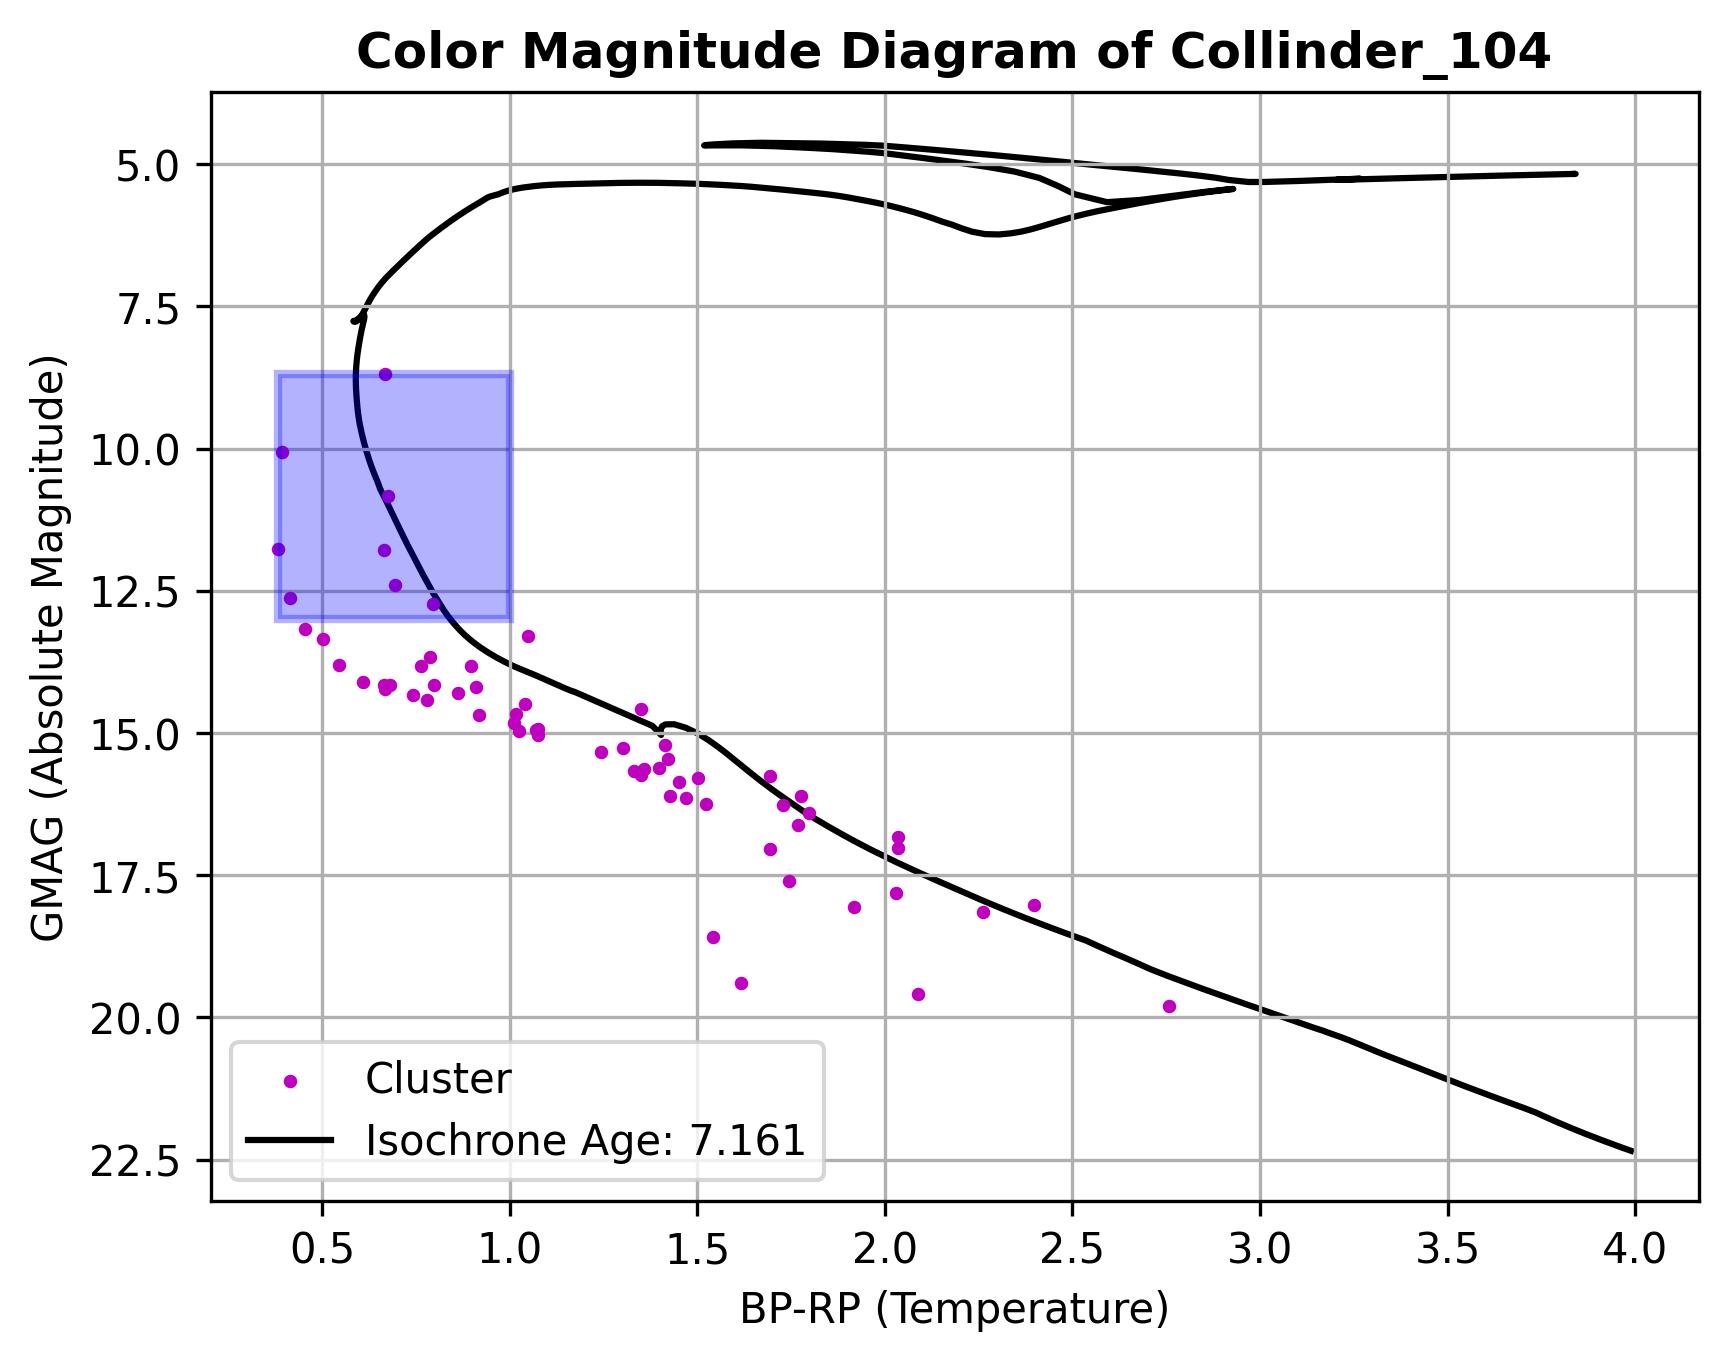 Color Magnitude Diagram of Collinder_104
GMAG (Absolute Magnitude)
5.0
7.5
10.0
12.5
15.0
17.5
20.0
22.5
Cluster
Isochrone Age: 7.161
0.5 1.0 1.5 2.0 2.5 3.0 3.5 4.0
BP-RP (Temperature)